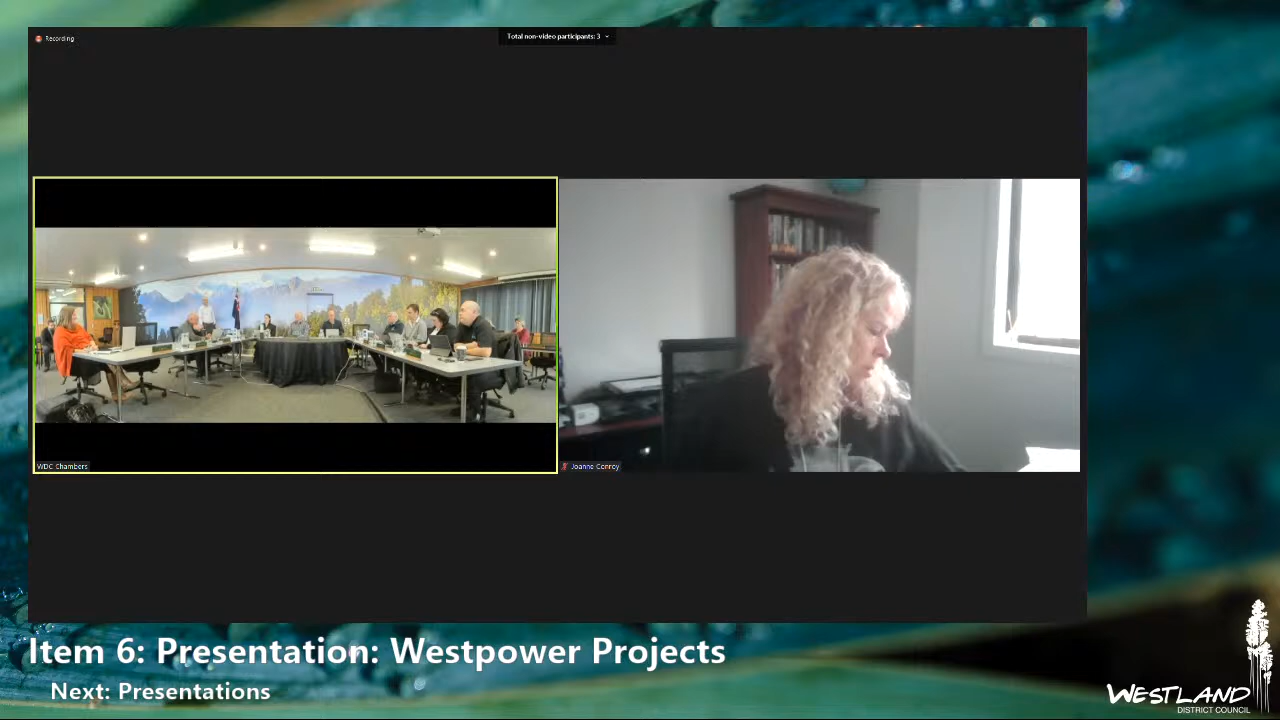 Recording
Total non-video participants: 3
WDC Chambers
Joanne Conroy
Item 6: Presentation: Westpower Projects
Next: Presentations
WESTLAND
DISTRICT COUNCIL